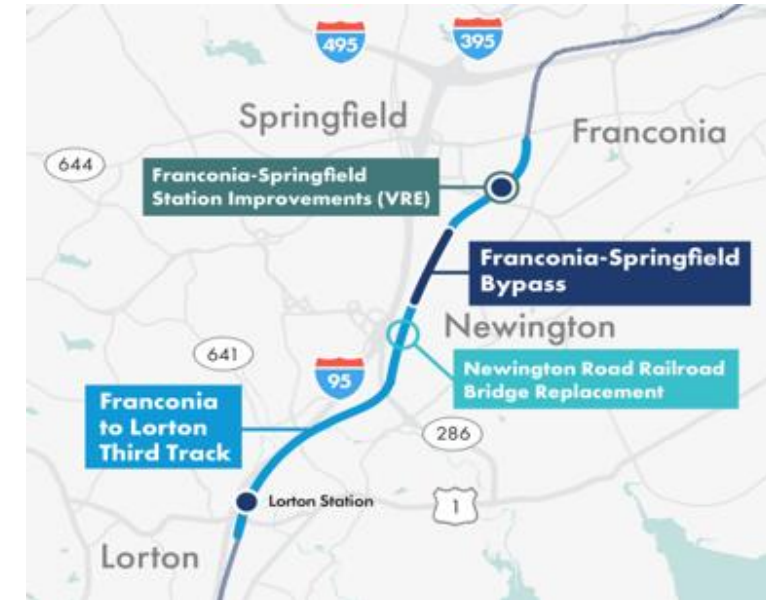 495
395
Springfield
Franconia
644
Franconia-Springfield
Station Improvements (VRE)
Franconia-Springfield
Bypass
Newington
641
95
Newington Road Railroad
Bridge Replacement
Franconia
to Lorton
Third Track
286
Lorton Station
1
Lorton